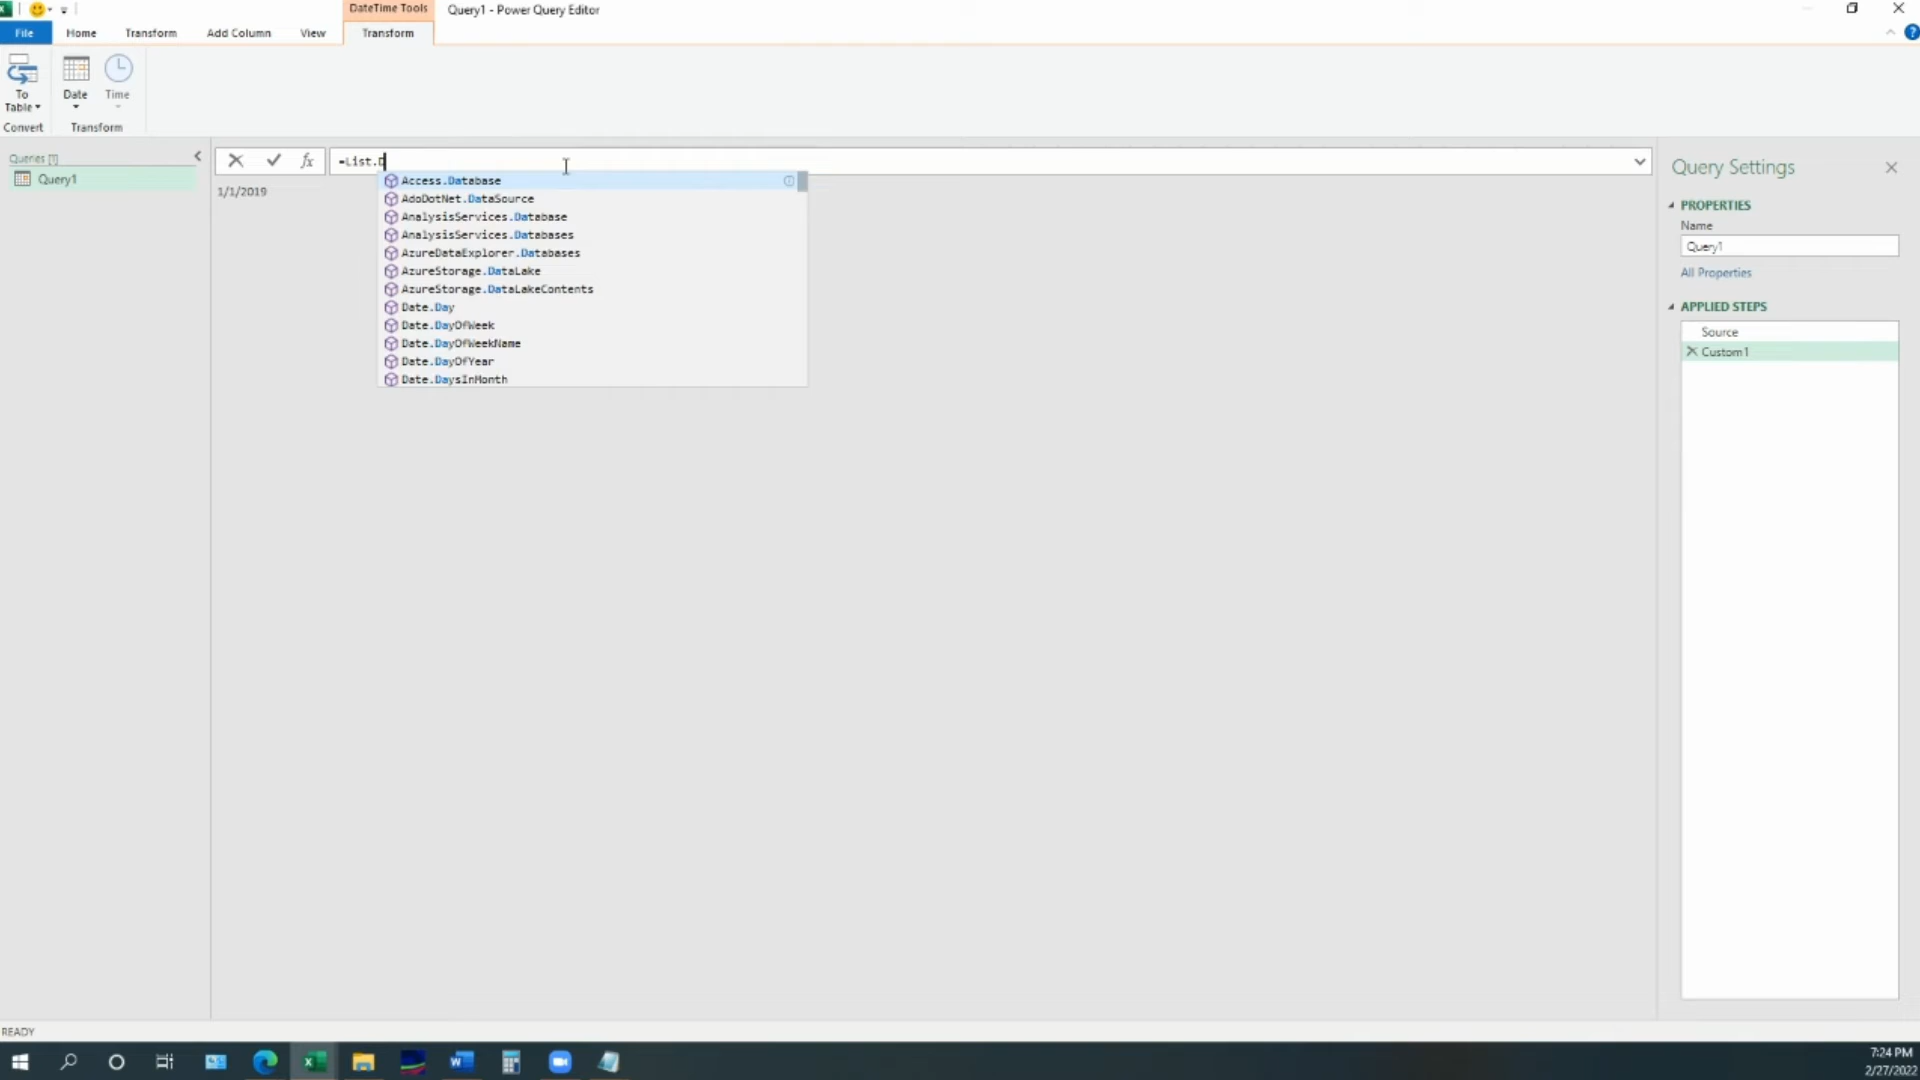 DateTime Tools
Query1 - Power Query Editor
File
Home
Transform
Add Column
View
Transform
To
Table
Date
Time
Convert
Transform
Queries [1]
Query1
fx
=List.D
1/1/2019
Access.Database
AdoDotNet.DataSource
AnalysisServices.Database
AnalysisServices.Databases
AzureDataExplorer.Databases
AzureStorage.DataLake
AzureStorage.DataLakeContents
Date.Day
Date.DayOfWeek
Date.DayOfWeekName
Date.DayOfYear
Date.DaysInMonth
Query Settings
PROPERTIES
Name
Query1
All Properties
APPLIED STEPS
Source
Custom1
READY
7:24 PM
2/27/2022